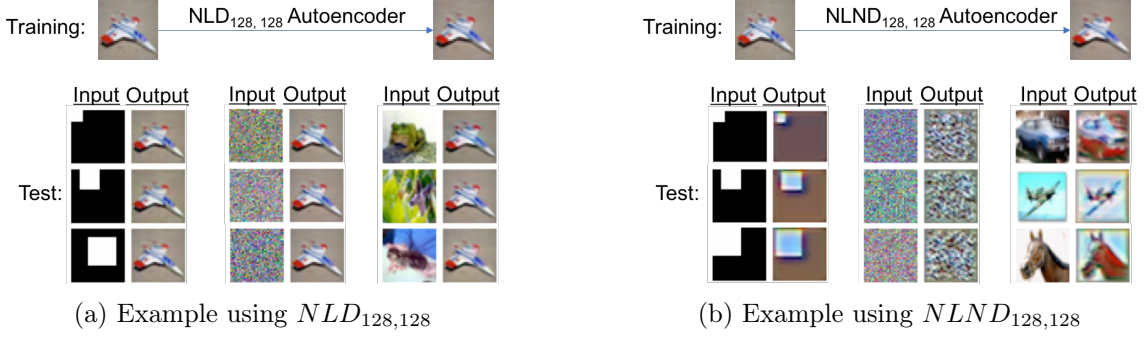 Training: NLD128, 128 Autoencoder
Input Output Input Output Input Output
Test:
(a) Example using NLD128,128
Training: NLND128, 128 Autoencoder
Input Output Input Output Input Output
Test:
(b) Example using NLND128,128